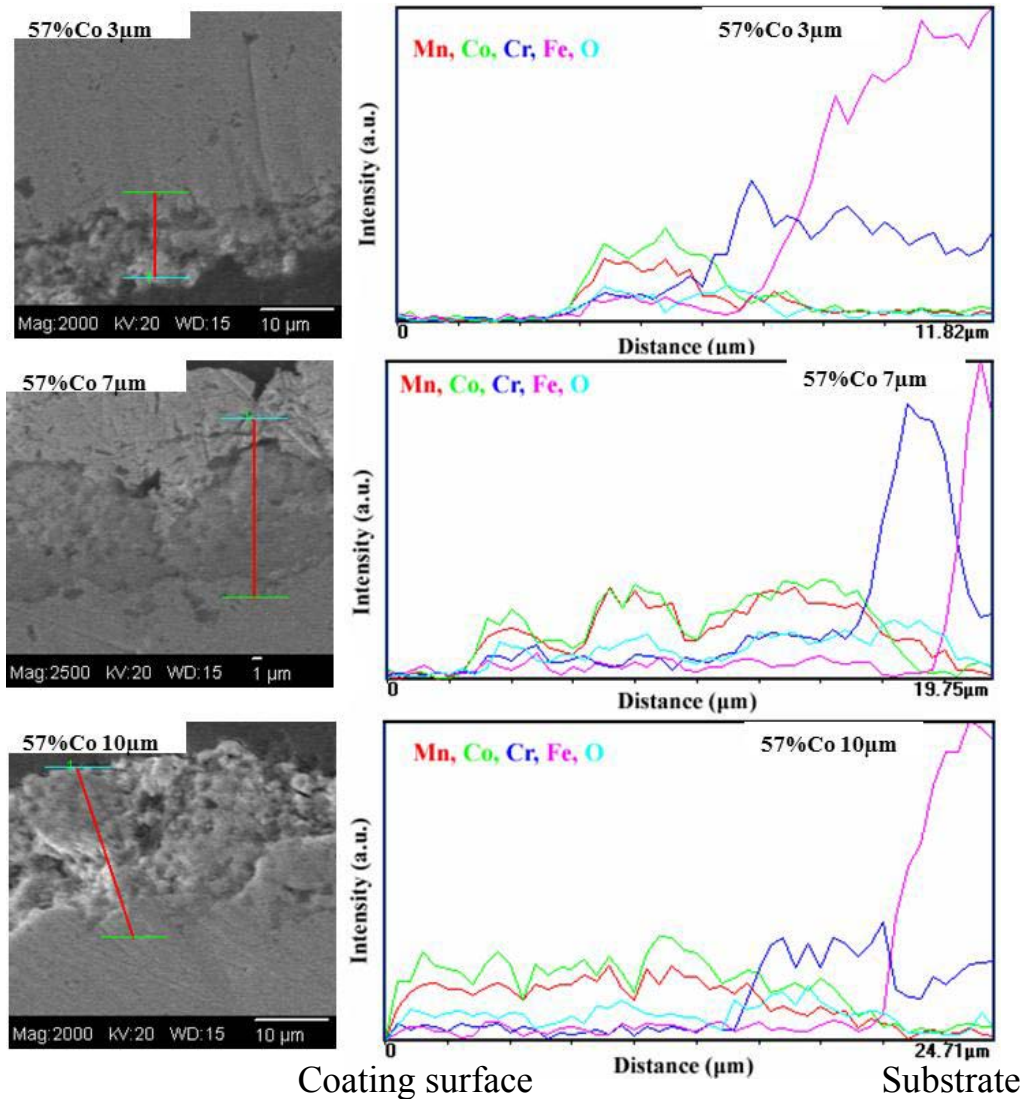 57%Co 3µm
Mag:2000 kV:20 WD:15 10 µm
Mn, Co, Cr, Fe, O
57%Co 3µm
Intensity (a.u.)
0
11.82µm
Distance (µm)
57%Co 7µm
Mag:2500 kV:20 WD:15 1 µm
Mn, Co, Cr, Fe, O
57%Co 7µm
Intensity (a.u.)
0
19.75µm
Distance (µm)
57%Co 10µm
Mag:2000 kV:20 WD:15 10 µm
Mn, Co, Cr, Fe, O
57%Co 10µm
Intensity (a.u.)
0
24.71µm
Distance (µm)
Coating surface
Substrate